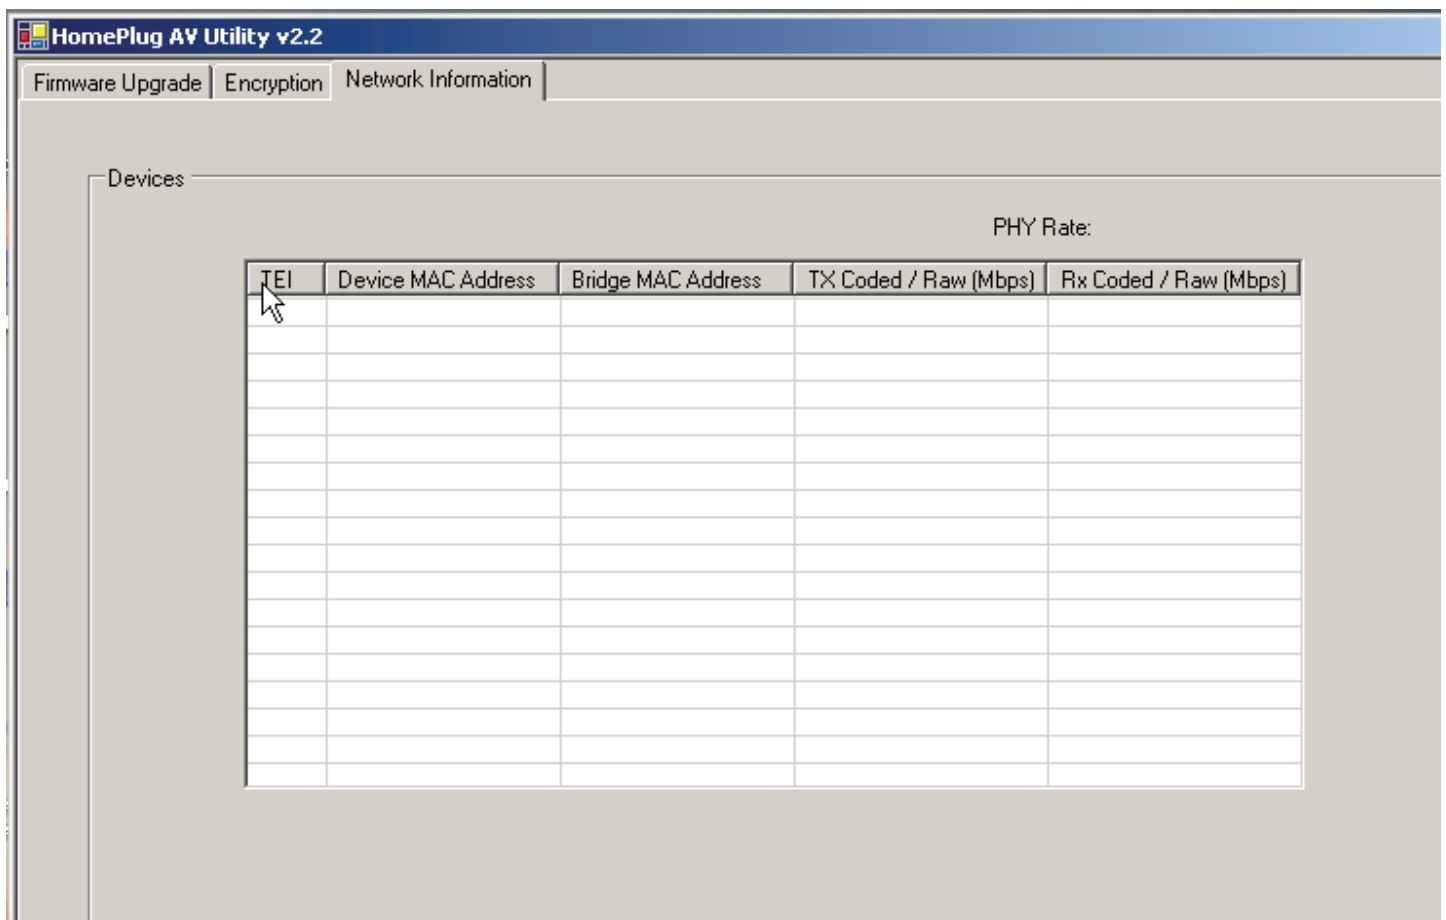 HomePlug AV Utility v2.2
Firmware Upgrade Encryption Network Information
Devices
PHY Rate:
TEI Device MAC Address Bridge MAC Address TX Coded / Raw (Mbps) Rx Coded / Raw (Mbps)